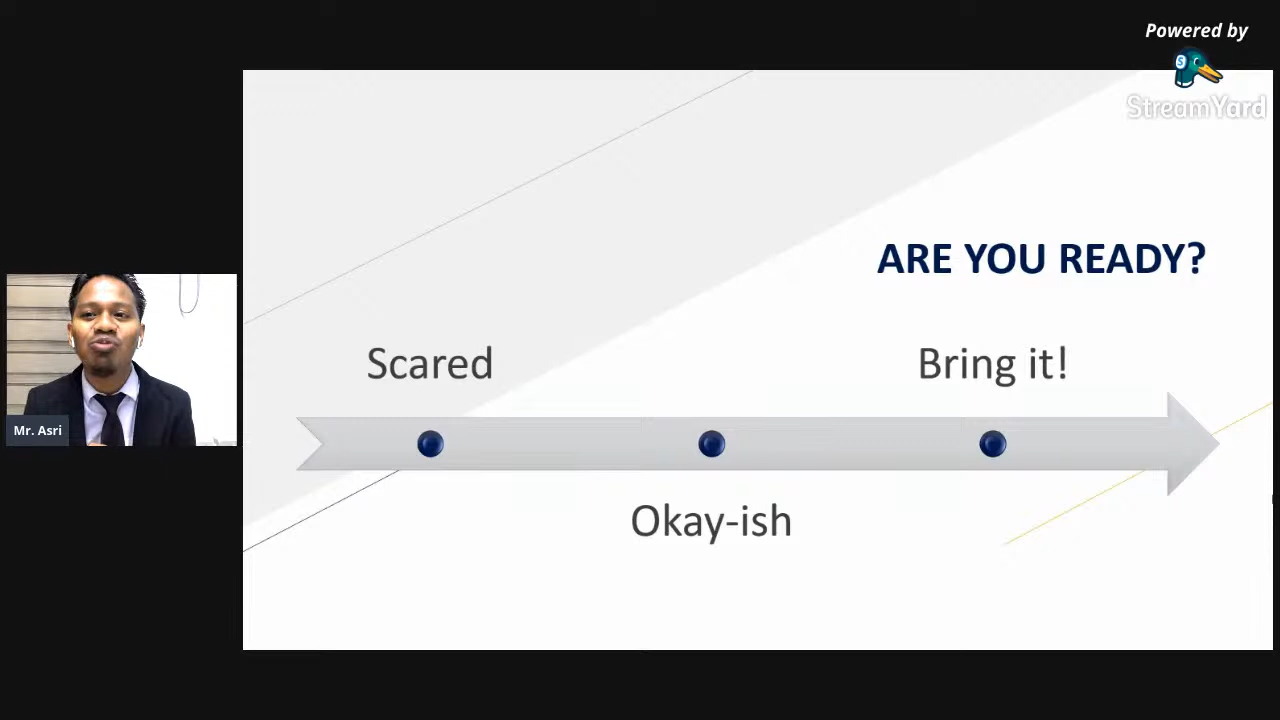 Powered by
StreamYard
ARE YOU READY?
Scared
Bring it!
Okay-ish
Mr. Asri